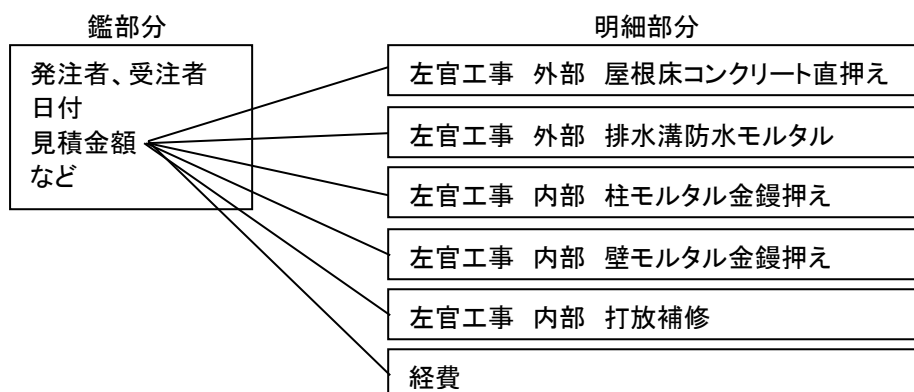 鑑部分
発注者、受注者
日付
見積金額
など
明細部分
左官工事　外部　屋根床コンクリート直押え
左官工事　外部　排水溝防水モルタル
左官工事　内部　柱モルタル金鏝押え
左官工事　内部　壁モルタル金鏝押え
左官工事　内部　打放補修
経費